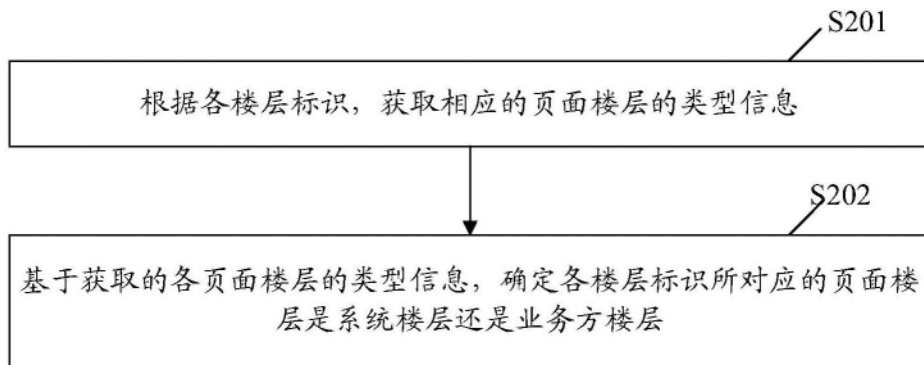 S201
根据各楼层标识，获取相应的页面楼层的类型信息
S202
基于获取的各页面楼层的类型信息，确定各楼层标识所对应的页面楼
层是系统楼层还是业务方楼层